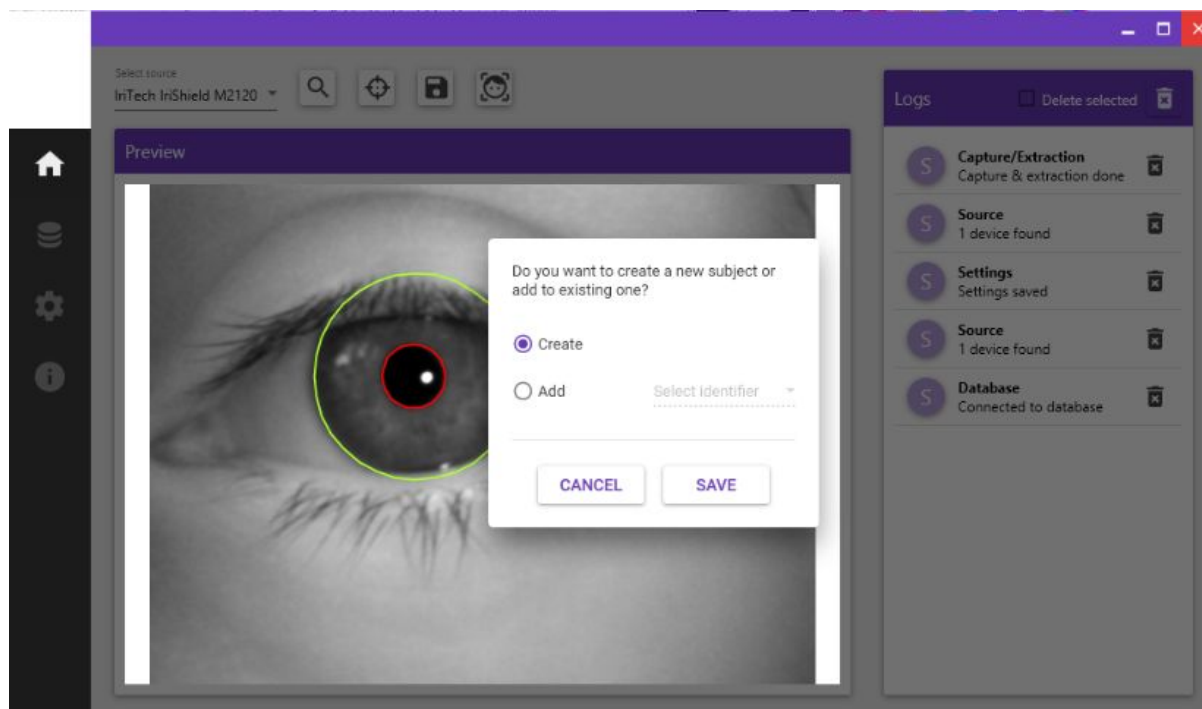 Select source
IriTech IriShield M2120
Preview
Do you want to create a new subject or
add to existing one?
Create
Add
Select Identifier
CANCEL
SAVE
Logs
Delete selected
S
Capture/Extraction
Capture & extraction done
S
Source
1 device found
S
Settings
Settings saved
S
Source
1 device found
S
Database
Connected to database